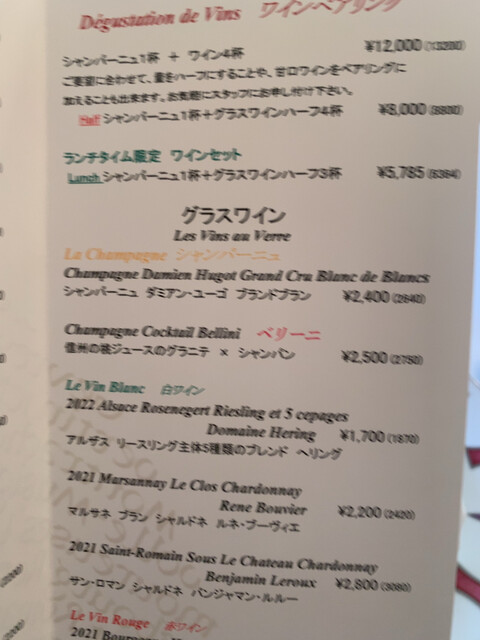 Dégustation de Vins ワインペアリング
シャンパーニュ1杯 + ワイン4杯 ¥12,000 (13200)
ご要望に合わせて、量をハーフにすることや、甘口ワインをペアリングに
加えることも出来ます。お気軽にスタッフにお申し付け下さい。
Half シャンパーニュ1杯+グラスワインハーフ4杯 ¥8,000 (8800)
ランチタイム限定 ワインセット
Lunch シャンパーニュ1杯+グラスワインハーフ3杯 ¥5,785 (6364)
グラスワイン
Les Vins au Verre
La Champagne シャンパーニュ
Champagne Damien Hugot Grand Cru Blanc de Blancs
シャンパーニュ ダミアン・ユーゴ ブランドブラン ¥2,400 (2640)
Champagne Cocktail Bellini ベリーニ
信州の桃ジュースのグラニテ × シャンパン ¥2,500 (2750)
Le Vin Blanc 白ワイン
2022 Alsace Rosenegert Riesling et 5 cepages
Domaine Hering ¥1,700 (1870)
アルザス リースリング主体5種類のブレンド ヘリング
2021 Marsannay Le Clos Chardonnay
Rene Bouvier ¥2,200 (2420)
マルサネ ブラン シャルドネ ルネ・ブーヴィエ
2021 Saint-Romain Sous Le Chateau Chardonnay
Benjamin Leroux ¥2,800 (3080)
サン・ロマン シャルドネ バンジャマン・ルルー
Le Vin Rouge 赤ワイン
2021